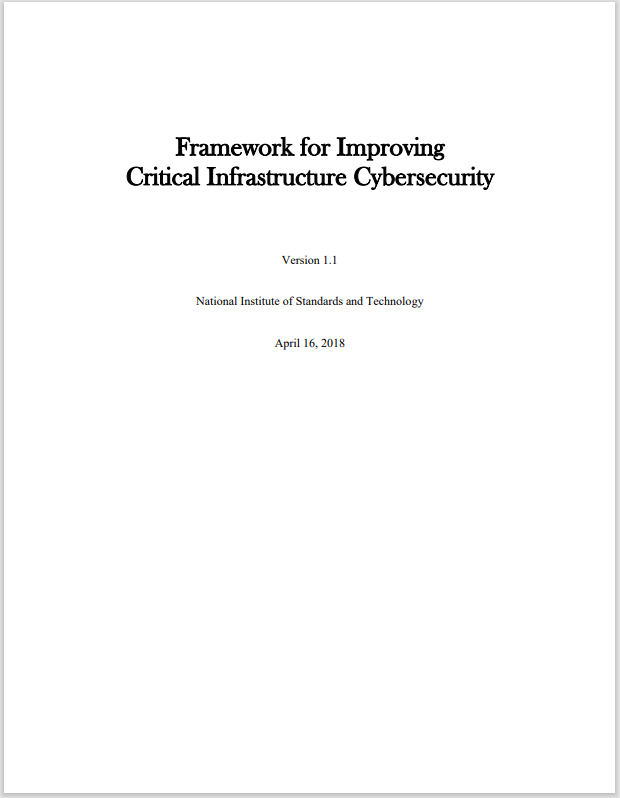 Framework for Improving
Critical Infrastructure Cybersecurity
Version 1.1
National Institute of Standards and Technology
April 16, 2018